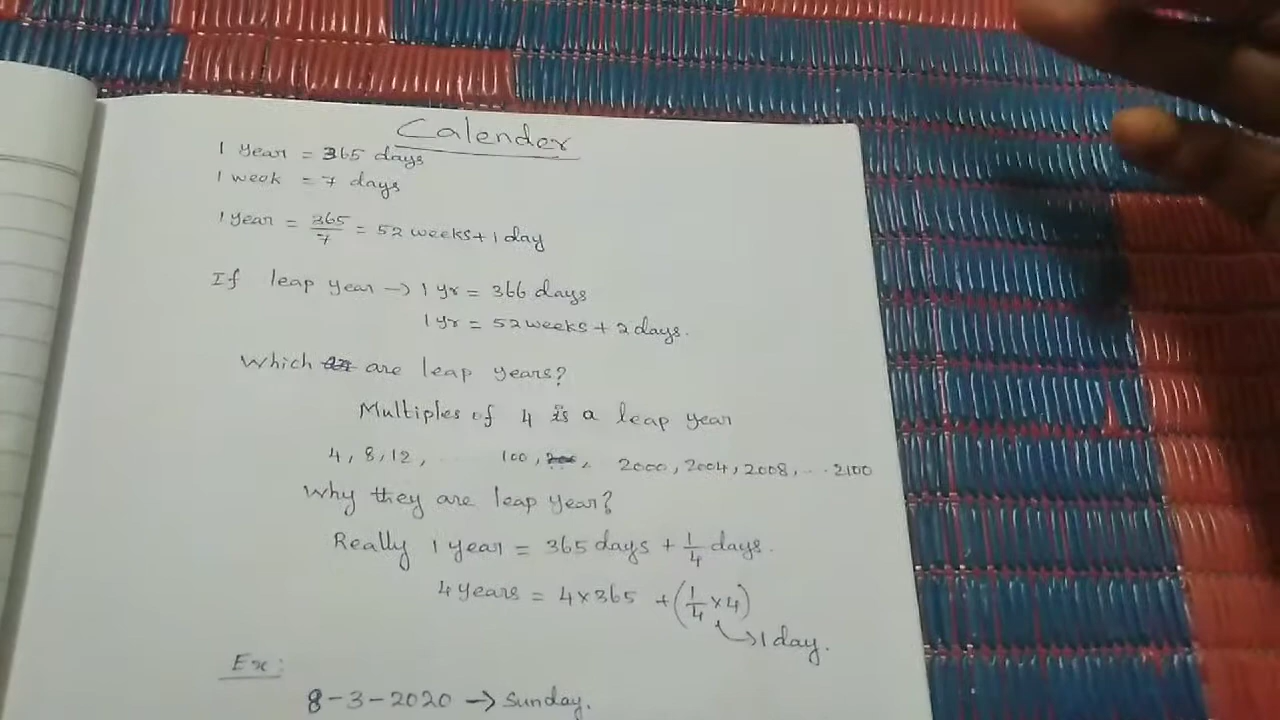 Calender
1 Year = 365 days
1 week = 7 days
1 Year = 365/7 = 52 weeks + 1 day
If leap year → 1 yr = 366 days
1 yr = 52 weeks + 2 days.
Which are leap years?
Multiples of 4 is a leap year
4, 8, 12, ... 100, , 2000, 2004, 2008, ... 2100
Why they are leap year?
Really 1 year = 365 days + 1/4 days.
4 years = 4×365 + (1/4 × 4)
→ 1 day.
Ex:
8-3-2020 → Sunday.